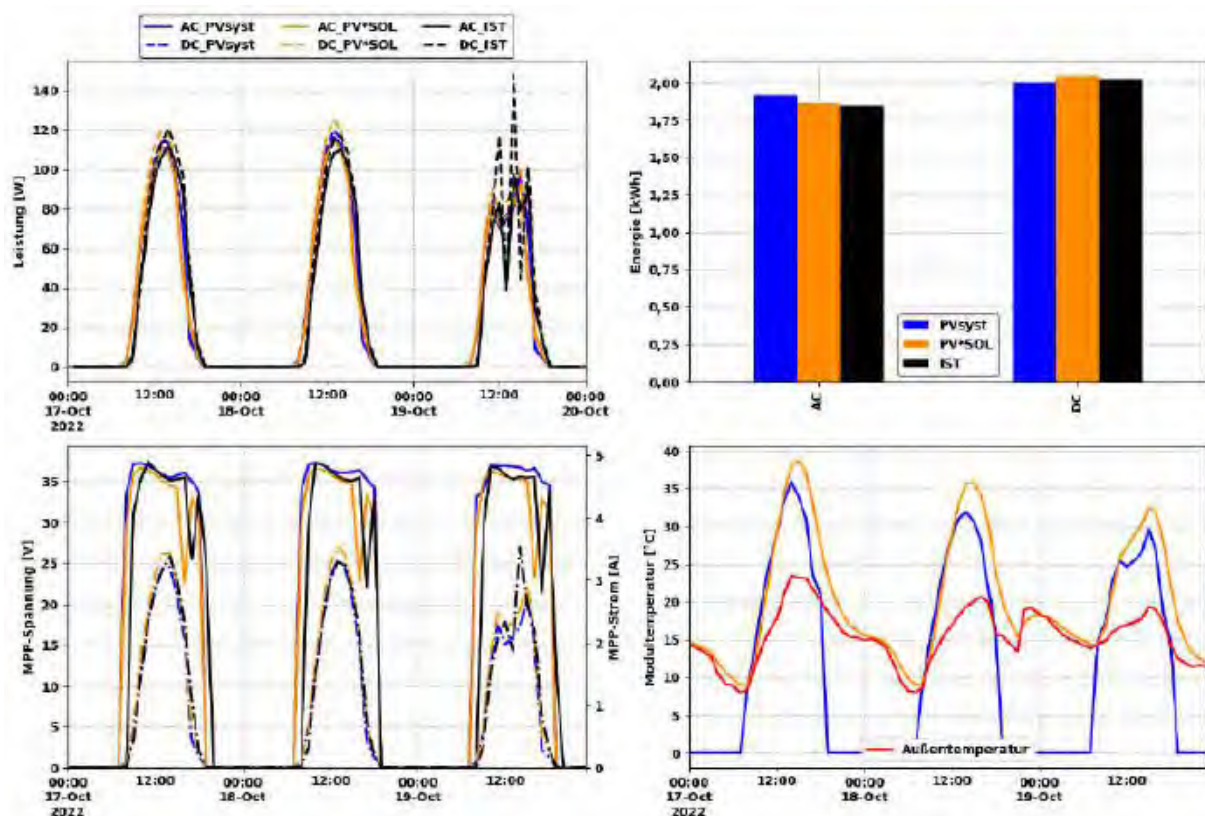 AC_PVsyst AC_PV*SOL AC_IST
DC_PVsyst DC_PV*SOL DC_IST
Leistung [W]
140
120
100
80
60
40
20
0
00:00 12:00 00:00 12:00 00:00 12:00 00:00
17-Oct 18-Oct 19-Oct 20-Oct
2022
Energie [kWh]
2,00
1,75
1,50
1,25
1,00
0,75
0,50
0,25
0,00
PVsyst
PV*SOL
IST
AC DC
MPP-Spannung [V]
35
30
25
20
15
10
5
0
MPP-Strom [A]
5
4
3
2
1
0
00:00 12:00 00:00 12:00 00:00 12:00
17-Oct 18-Oct 19-Oct
2022
Modultemperatur [°C]
40
35
30
25
20
15
10
5
0
Außentemperatur
00:00 12:00 00:00 12:00 00:00 12:00
17-Oct 18-Oct 19-Oct
2022